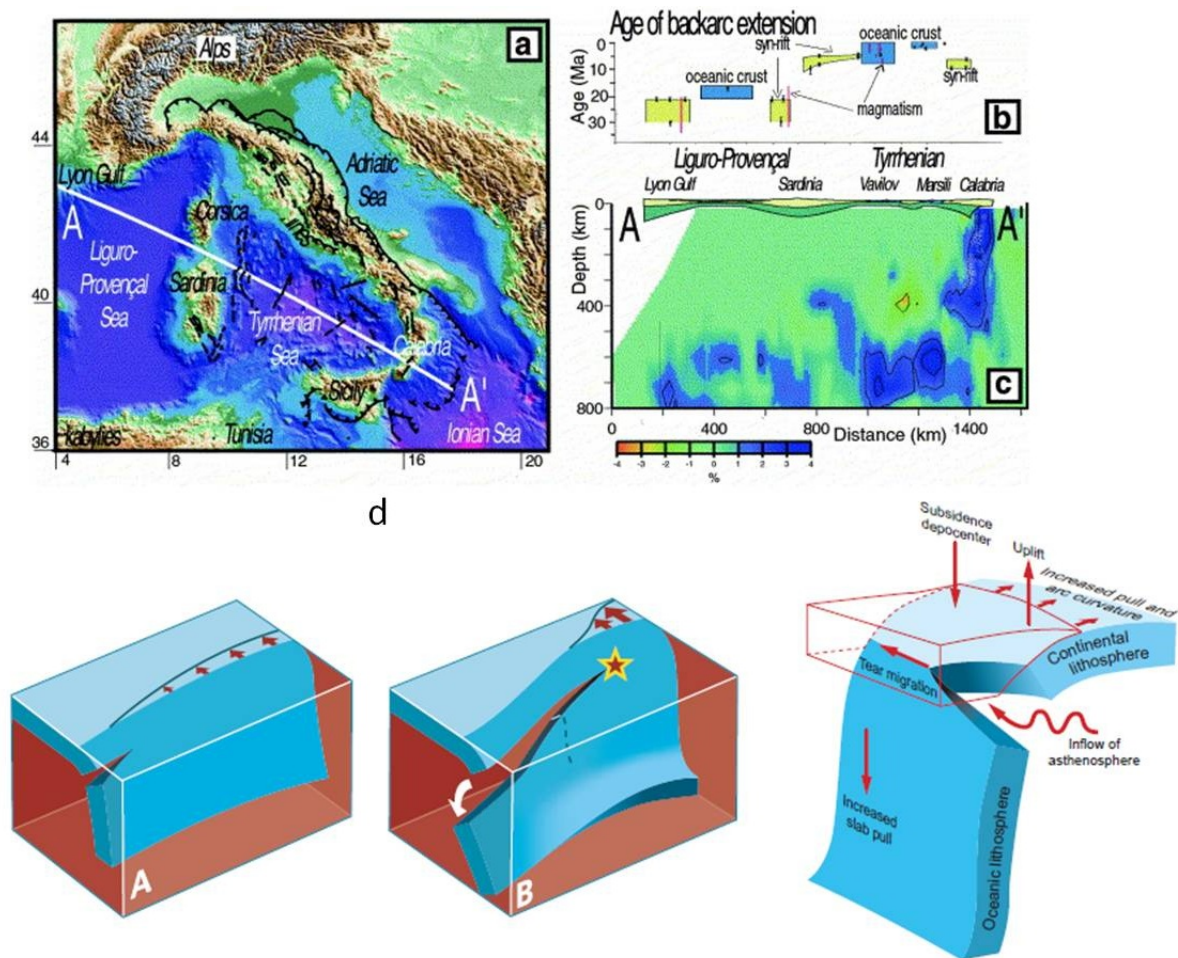 a
Alps
44
Lyon Gulf
Adriatic
Sea
A
Corsica
Liguro-
Provençal
Sea
40
Sardinia
Tyrrhenian
Sea
Calabria
Sicily
A'
Kabylies
Tunisia
Ionian Sea
36
4
8
12
16
20
Age of backarc extension
oceanic crust
syn-rift
Age (Ma)
0
10
20
30
oceanic crust
syn-rift
magmatism
b
Liguro-Provençal
Tyrrhenian
Lyon Gulf
Sardinia
Vavilov
Marsili
Calabria
A
A'
Depth (km)
0
400
800
c
0
400
800
Distance (km)
1400
-4
-3
-2
-1
0
1
2
3
4
%
d
A
B
Subsidence
depocenter
Uplift
Increased pull and
arc curvature
Continental
lithosphere
Tear migration
Inflow of
asthenosphere
Increased
slab pull
Oceanic lithosphere